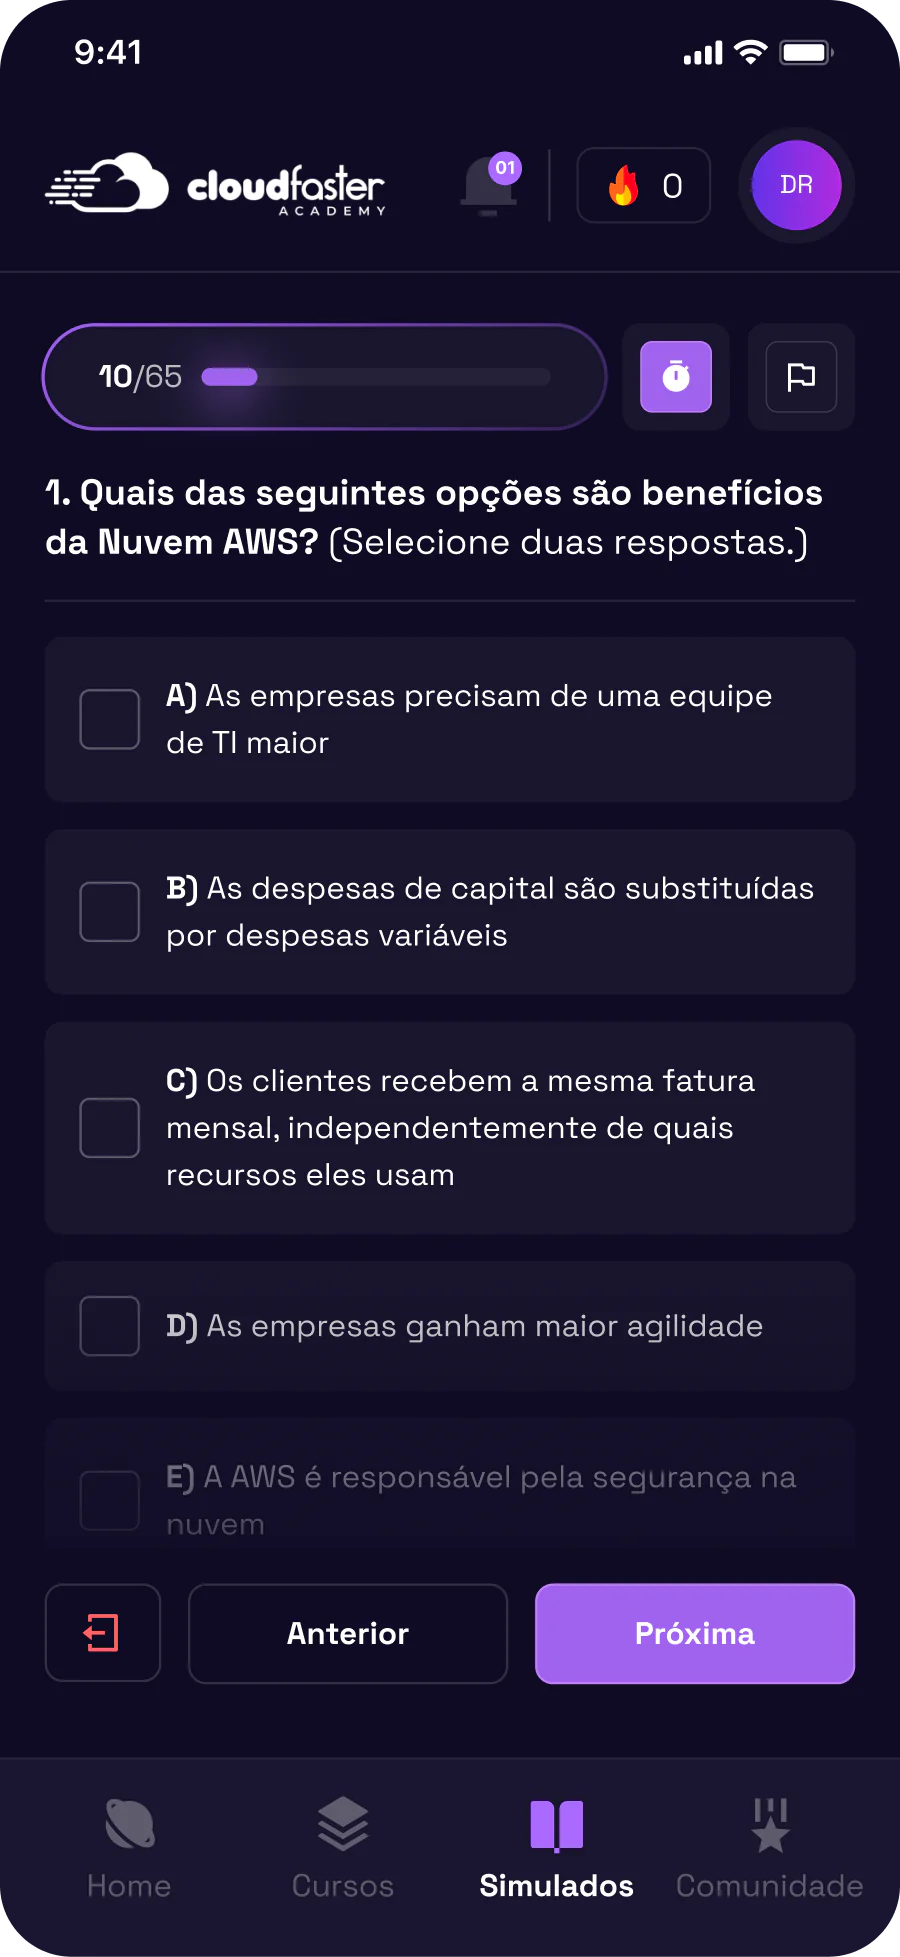 9:41
cloudfaster
ACADEMY
01
0
DR
10/65
1. Quais das seguintes opções são benefícios
da Nuvem AWS? (Selecione duas respostas.)
A) As empresas precisam de uma equipe
de TI maior
B) As despesas de capital são substituídas
por despesas variáveis
C) Os clientes recebem a mesma fatura
mensal, independentemente de quais
recursos eles usam
D) As empresas ganham maior agilidade
E) A AWS é responsável pela segurança na
nuvem
Anterior
Próxima
Home
Cursos
Simulados
Comunidade